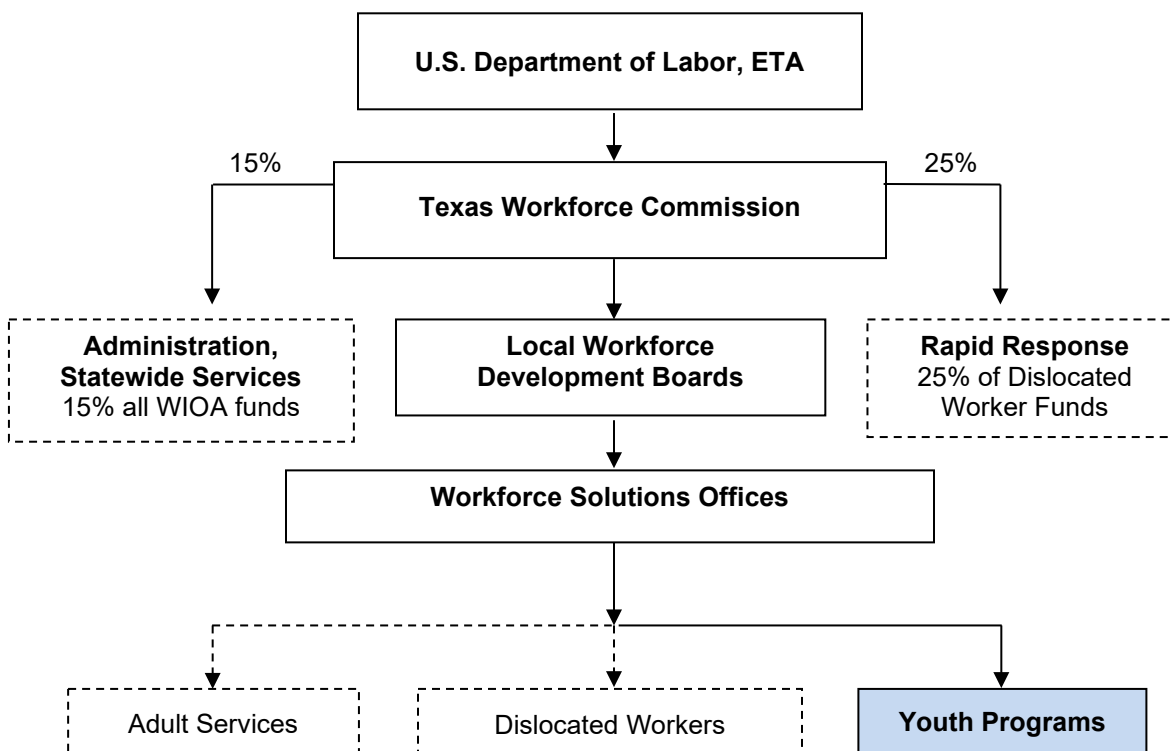 U.S. Department of Labor, ETA
15%
25%
Texas Workforce Commission
Administration,
Statewide Services
15% all WIOA funds
Local Workforce
Development Boards
Rapid Response
25% of Dislocated
Worker Funds
Workforce Solutions Offices
Adult Services
Dislocated Workers
Youth Programs